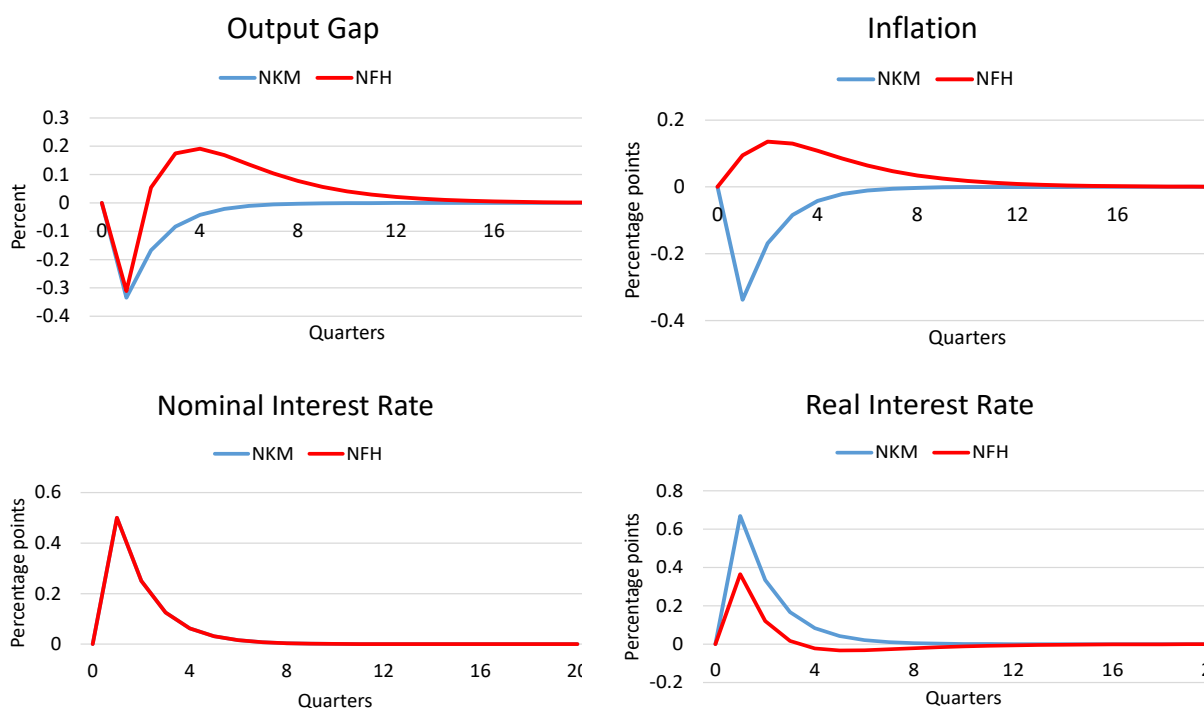 Output Gap
NKM NFH
0.3
0.2
0.1
0
-0.1
-0.2
-0.3
-0.4
0 4 8 12 16
Percent
Quarters
Inflation
NKM NFH
0.2
0
-0.2
-0.4
0 4 8 12 16
Percentage points
Quarters
Nominal Interest Rate
NKM NFH
0.6
0.4
0.2
0
0 4 8 12 16 20
Percentage points
Quarters
Real Interest Rate
NKM NFH
0.8
0.6
0.4
0.2
0
-0.2
0 4 8 12 16
Percentage points
Quarters